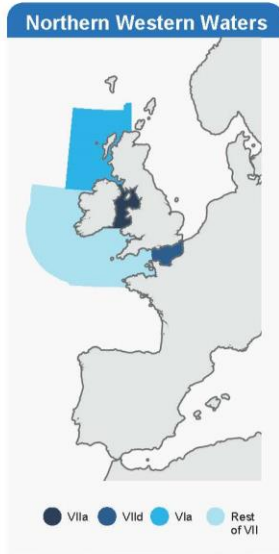 Northern Western Waters
VIIa
VIId
VIa
Rest
of VII